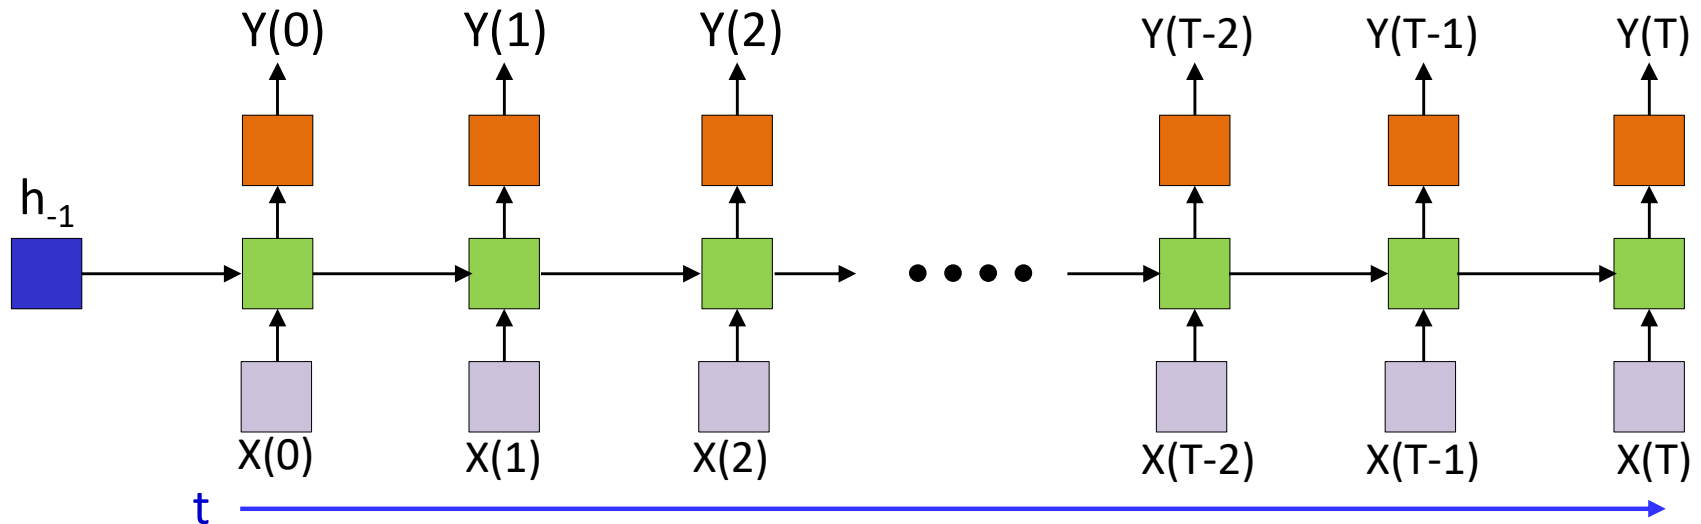 Y(0) Y(1) Y(2) Y(T-2) Y(T-1) Y(T)
h-1
X(0) X(1) X(2) X(T-2) X(T-1) X(T)
t